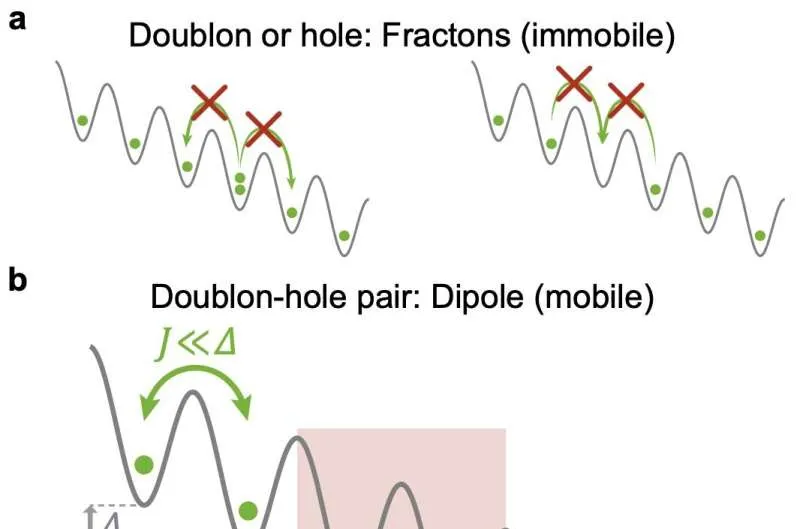 a
Doublon or hole: Fractons (immobile)
b
Doublon-hole pair: Dipole (mobile)
J≪Δ
Δ